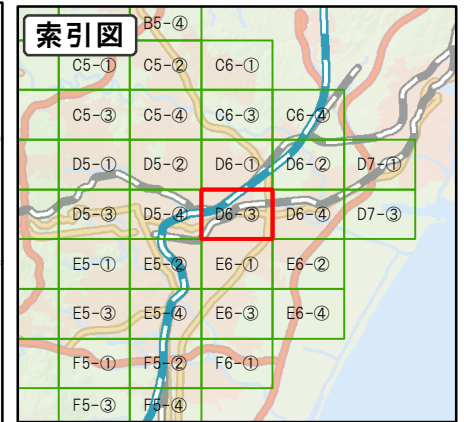 索引図
B5-④
C5-① C5-② C6-①
C5-③ C5-④ C6-③ C6-④
D5-① D5-② D6-① D6-② D7-①
D5-③ D5-④ D6-③ D6-④ D7-③
E5-① E5-② E6-① E6-②
E5-③ E5-④ E6-③ E6-④
F5-① F5-② F6-①
F5-③ F5-④